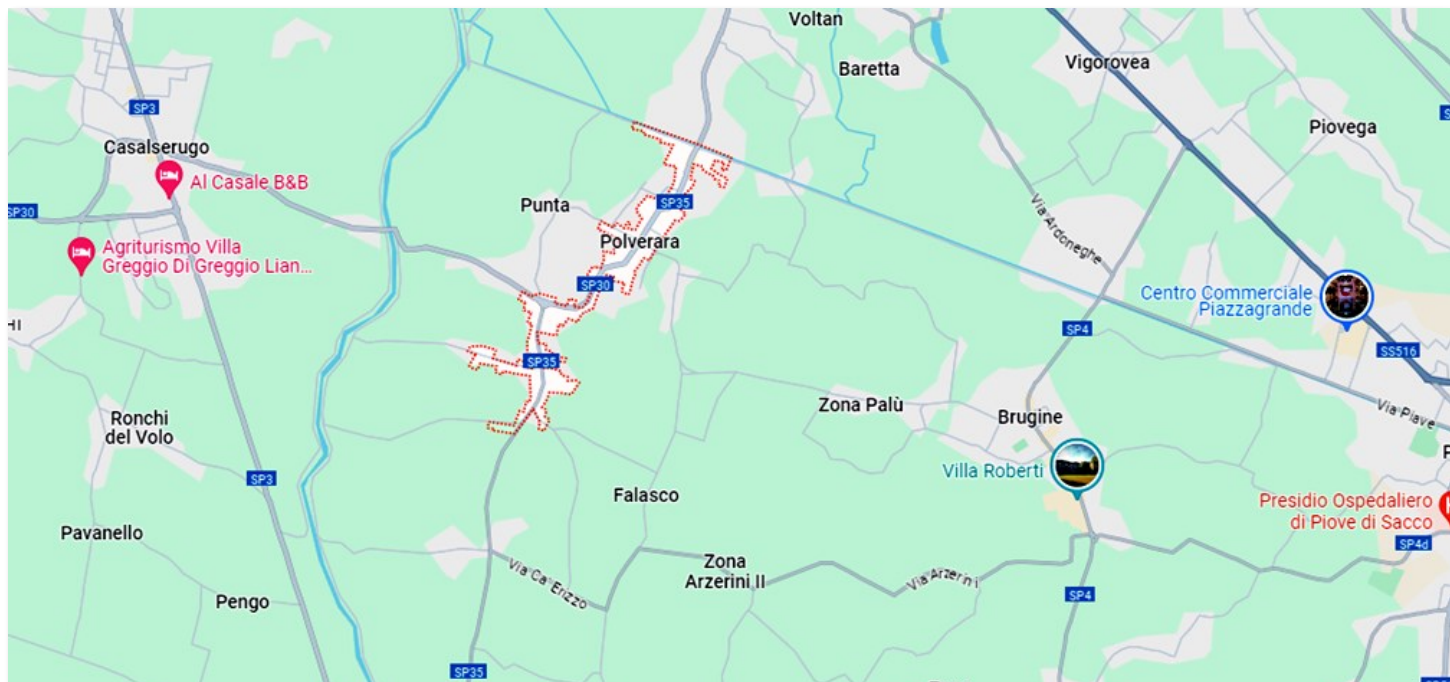 Voltan
Baretta
Vigorovea
SP3
Piovega
Casalserugo
Al Casale B&B
SP35
Punta
SP30
Via Ardoneghe
Polverara
Agriturismo Villa
Greggio Di Greggio Lian...
SP30
Centro Commerciale
Piazzagrande
HI
SP4
SS516
SP35
Zona Palù
Via Piave
Ronchi
del Volo
Brugine
SP3
Villa Roberti
Falasco
Presidio Ospedaliero
di Piove di Sacco
Pavanello
SP4d
Zona
Arzerini II
Via Ca' Erizzo
Via Arzerini
Pengo
SP4
SP35